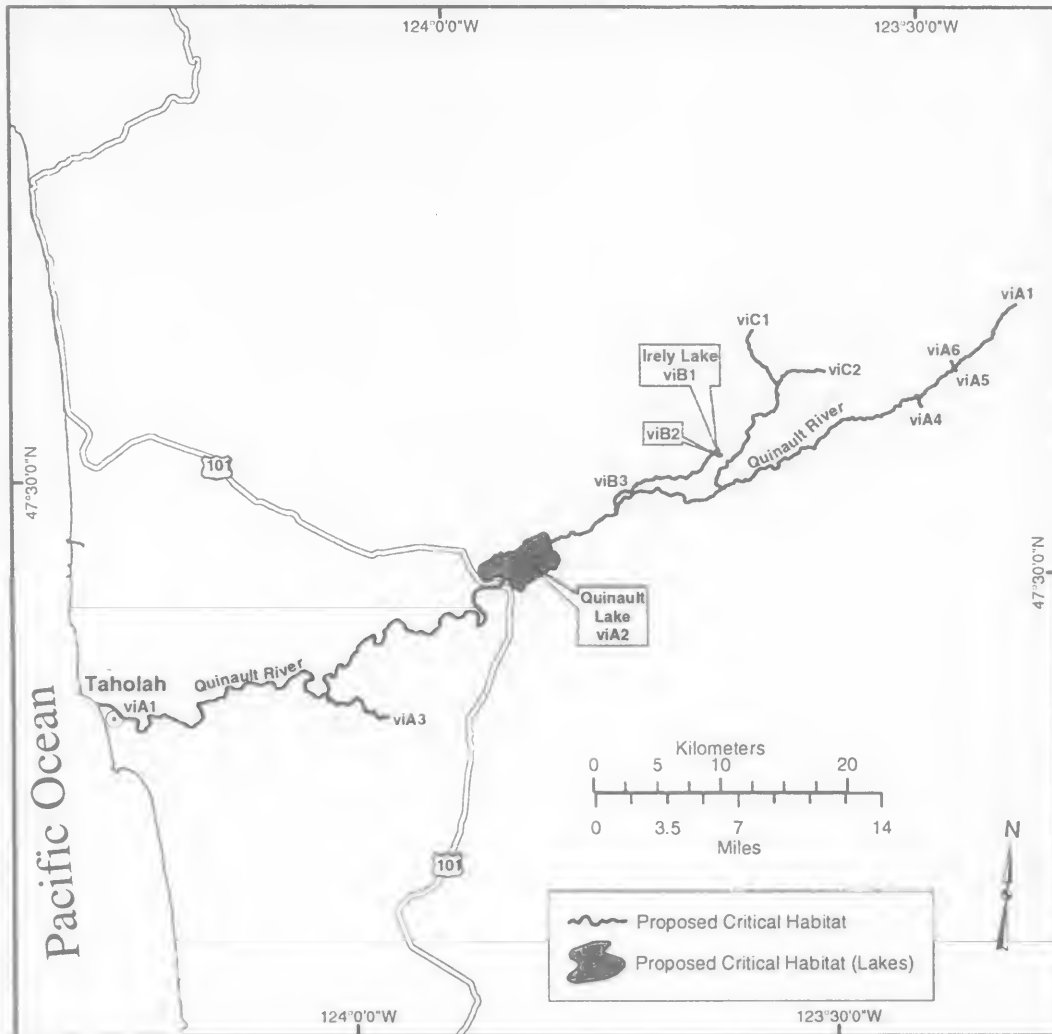 124°0'0"W
123°30'0"W
viA1
viC1
viA6
Irely Lake
viB1
viC2
viA5
viA4
viB2
Quinault River
101
viB3
47°30'0"N
47°30'0"N
Quinault
Lake
viA2
Quinault River
Taholah
viA1
viA3
Pacific Ocean
Kilometers
0 5 10 20
0 3.5 7 14
Miles
N
101
Proposed Critical Habitat
Proposed Critical Habitat (Lakes)
124°0'0"W
123°30'0"W